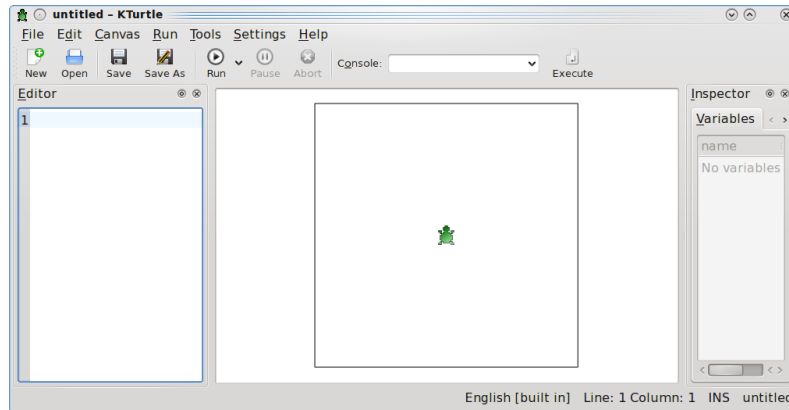 untitled – KTurtle
File Edit Canvas Run Tools Settings Help
New Open Save Save As Run Pause Abort Console: Execute
Editor
1
Inspector
Variables
name
No variables
English [built in] Line: 1 Column: 1 INS untitled